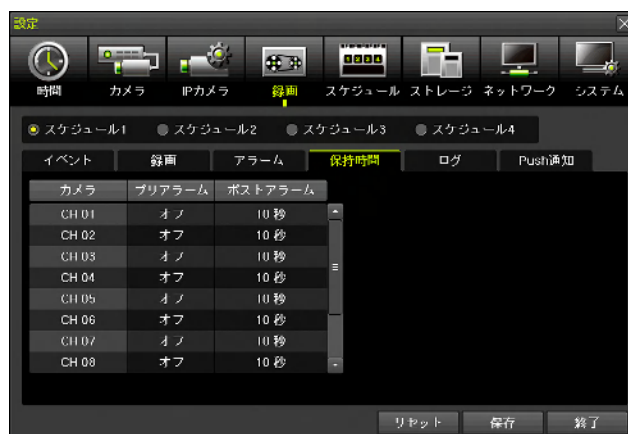 設定
時間 カメラ IPカメラ 録画 スケジュール ストレージ ネットワーク システム
スケジュール1 スケジュール2 スケジュール3 スケジュール4
イベント 録画 アラーム 保持時間 ログ Push通知
カメラ プリアラーム ポストアラーム
CH 01 オフ 10 秒
CH 02 オフ 10 秒
CH 03 オフ 10 秒
CH 04 オフ 10 秒
CH 05 オフ 10 秒
CH 06 オフ 10 秒
CH 07 オフ 10 秒
CH 08 オフ 10 秒
リセット 保存 終了